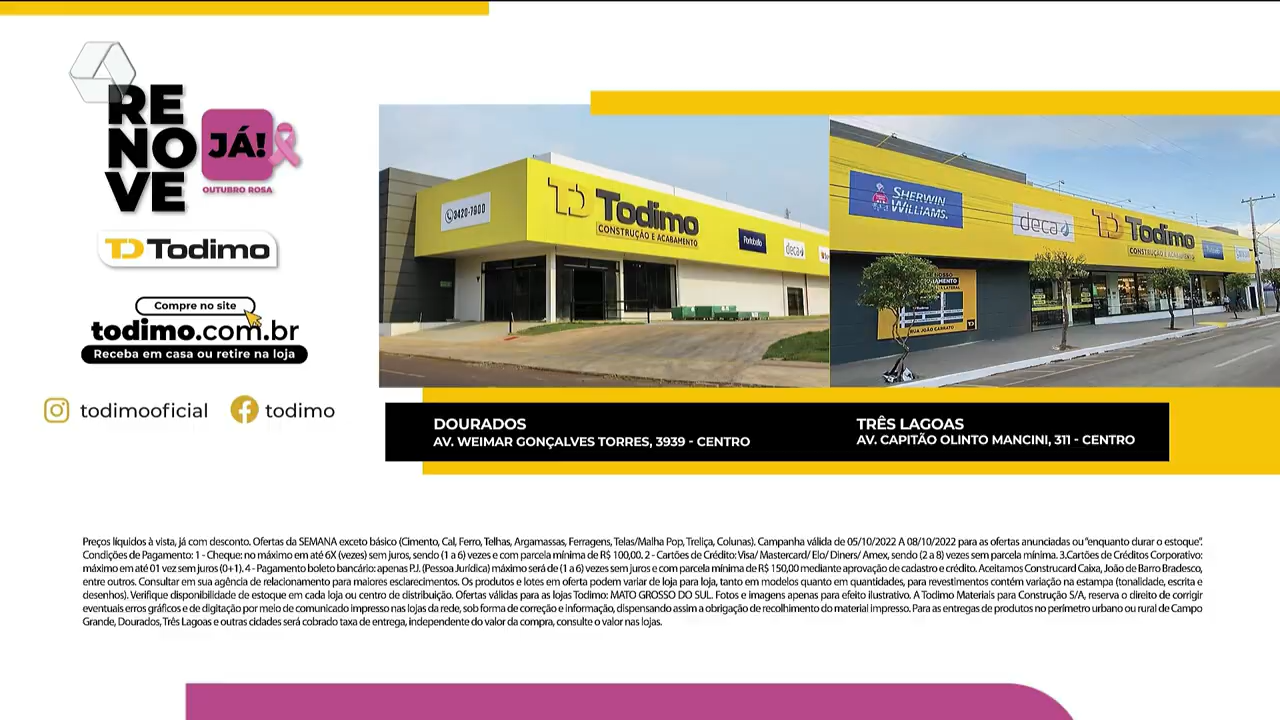 RE
NO
VE
JÁ!
OUTUBRO ROSA
TD Todimo
Compre no site
todimo.com.br
Receba em casa ou retire na loja
todimooficial
todimo
3420-7900
TD Todimo
CONSTRUÇÃO E ACABAMENTO
Portobello
deca
SHERWIN
WILLIAMS.
deca
TD Todimo
CONSTRUÇÃO E ACABAMENTO
RUA JOÃO CARRATO
DOURADOS
AV. WEIMAR GONÇALVES TORRES, 3939 - CENTRO
TRÊS LAGOAS
AV. CAPITÃO OLINTO MANCINI, 311 - CENTRO
Preços líquidos à vista, já com desconto. Ofertas da SEMANA exceto básico (Cimento, Cal, Ferro, Telhas, Argamassas, Ferragens, Telas/Malha Pop, Treliça, Colunas). Campanha válida de 05/10/2022 A 08/10/2022 para as ofertas anunciadas ou "enquanto durar o estoque".
Condições de Pagamento: 1 - Cheque: no máximo em até 6X (vezes) sem juros, sendo (1 a 6) vezes e com parcela mínima de R$ 100,00. 2 - Cartões de Crédito: Visa/ Mastercard/ Elo/ Diners/ Amex, sendo (2 a 8) vezes sem parcela mínima. 3.Cartões de Créditos Corporativo:
máximo em até 01 vez sem juros (0+1). 4 - Pagamento boleto bancário: apenas P.J. (Pessoa Jurídica) máximo será de (1 a 6) vezes sem juros e com parcela mínima de R$ 150,00 mediante aprovação de cadastro e crédito. Aceitamos Construcard Caixa, João de Barro Bradesco,
entre outros. Consultar em sua agência de relacionamento para maiores esclarecimentos. Os produtos e lotes em oferta podem variar de loja para loja, tanto em modelos quanto em quantidades, para revestimentos contém variação na estampa (tonalidade, escrita e
desenhos). Verifique disponibilidade de estoque em cada loja ou centro de distribuição. Ofertas válidas para as lojas Todimo: MATO GROSSO DO SUL. Fotos e imagens apenas para efeito ilustrativo. A Todimo Materiais para Construção S/A, reserva o direito de corrigir
eventuais erros gráficos e de digitação por meio de comunicado impresso nas lojas da rede, sob forma de correção e informação, dispensando assim a obrigação de recolhimento do material impresso. Para as entregas de produtos no perímetro urbano ou rural de Campo
Grande, Dourados, Três Lagoas e outras cidades será cobrado taxa de entrega, independente do valor da compra, consulte o valor nas lojas.